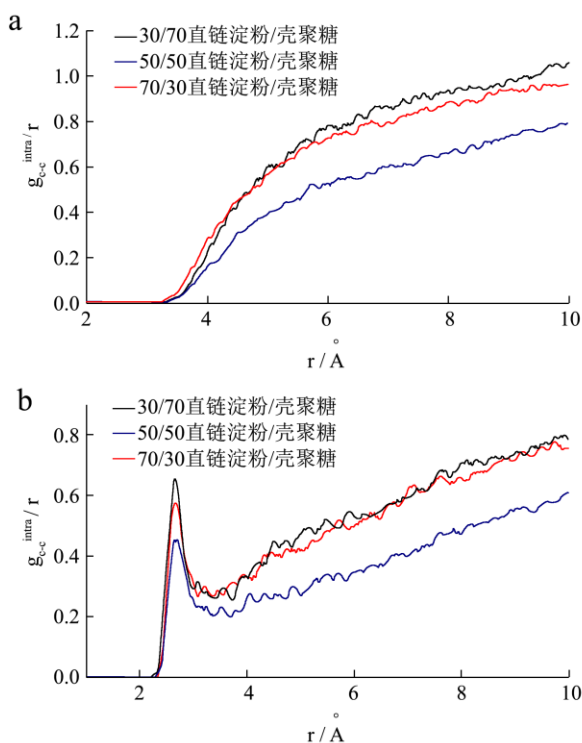 a
30/70直链淀粉/壳聚糖
50/50直链淀粉/壳聚糖
70/30直链淀粉/壳聚糖
1.2
1.0
0.8
0.6
0.4
0.2
0.0
g c-c intra / r
2 4 6 8 10
r / Å
b
30/70直链淀粉/壳聚糖
50/50直链淀粉/壳聚糖
70/30直链淀粉/壳聚糖
0.8
0.6
0.4
0.2
0.0
g c-c intra / r
2 4 6 8 10
r / Å